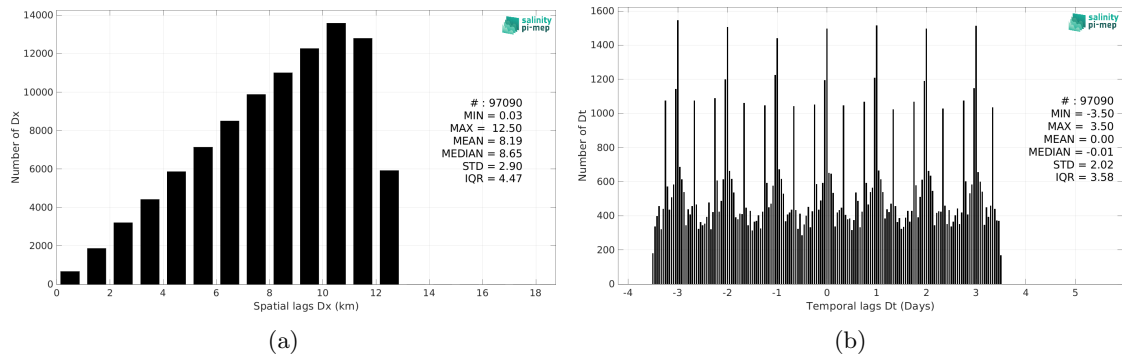 14000
12000
10000
8000
6000
4000
2000
0
Number of Dx
0 2 4 6 8 10 12 14 16 18
Spatial lags Dx (km)
salinity
pi-mep
# : 97090
MIN = 0.03
MAX = 12.50
MEAN = 8.19
MEDIAN = 8.65
STD = 2.90
IQR = 4.47
(a)
1600
1400
1200
1000
800
600
400
200
0
Number of Dt
-4 -3 -2 -1 0 1 2 3 4 5
Temporal lags Dt (Days)
salinity
pi-mep
# : 97090
MIN = -3.50
MAX = 3.50
MEAN = 0.00
MEDIAN = -0.01
STD = 2.02
IQR = 3.58
(b)